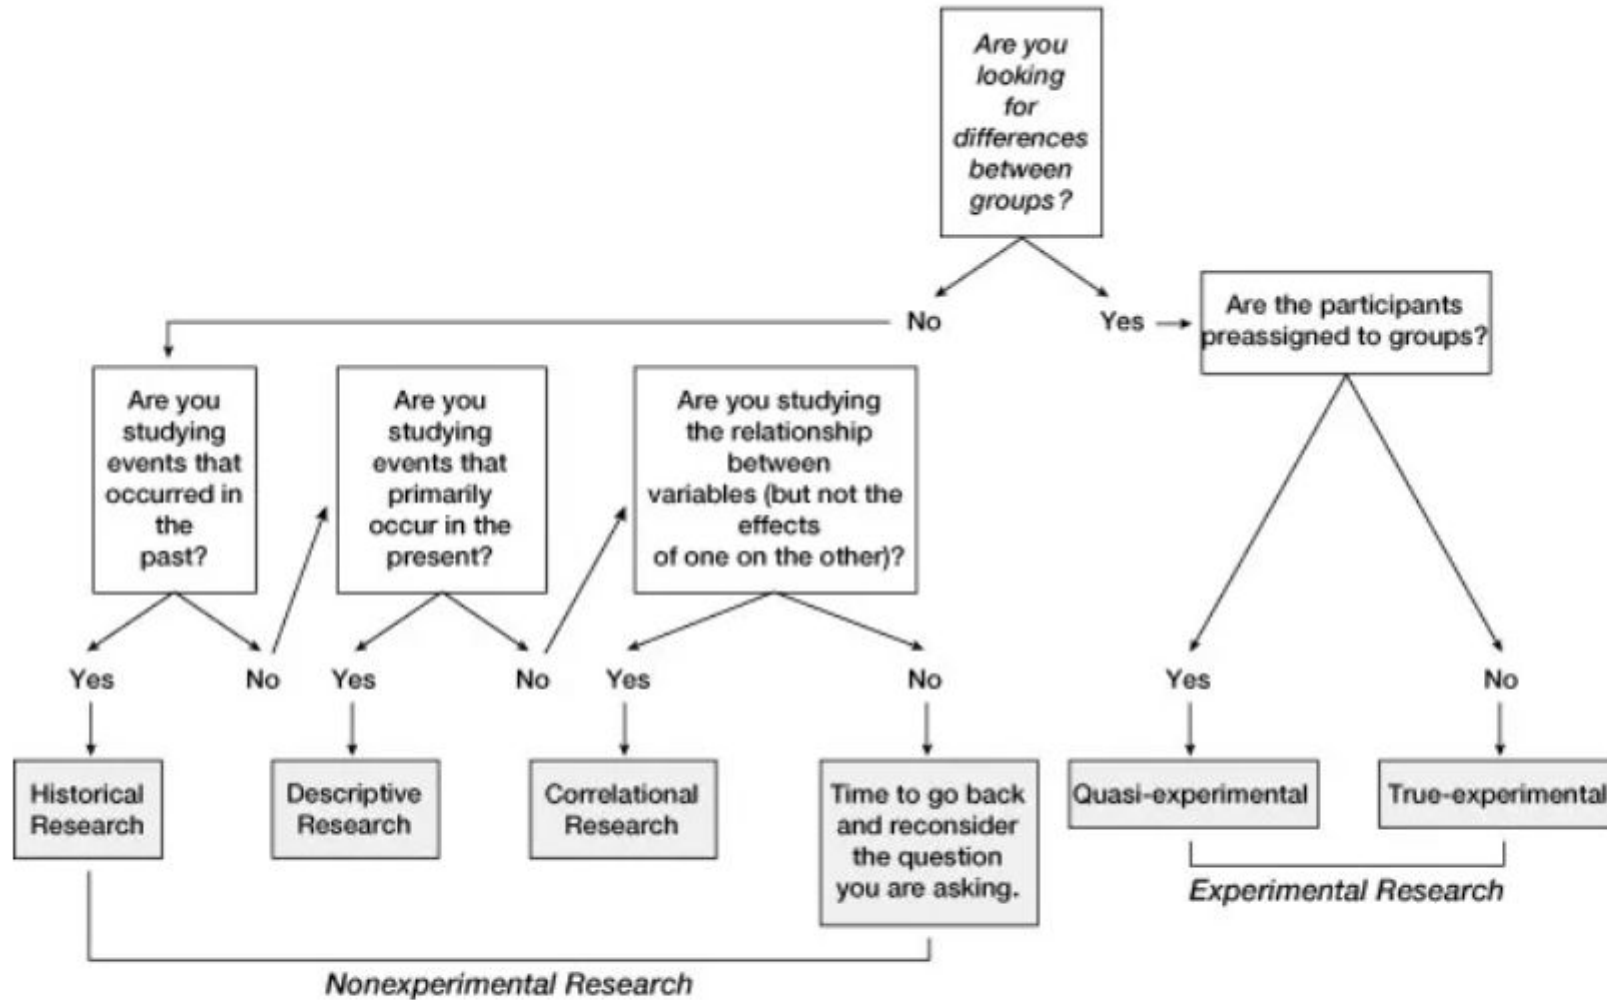 Are you
looking
for
differences
between
groups?
No
Yes
Are the participants
preassigned to groups?
Are you
studying
events that
occurred in
the
past?
Are you
studying
events that
primarily
occur in the
present?
Are you studying
the relationship
between
variables (but not the
effects
of one on the other)?
Yes
No
Yes
No
Yes
No
Yes
No
Historical
Research
Descriptive
Research
Correlational
Research
Time to go back
and reconsider
the question
you are asking.
Quasi-experimental
True-experimental
Experimental Research
Nonexperimental Research